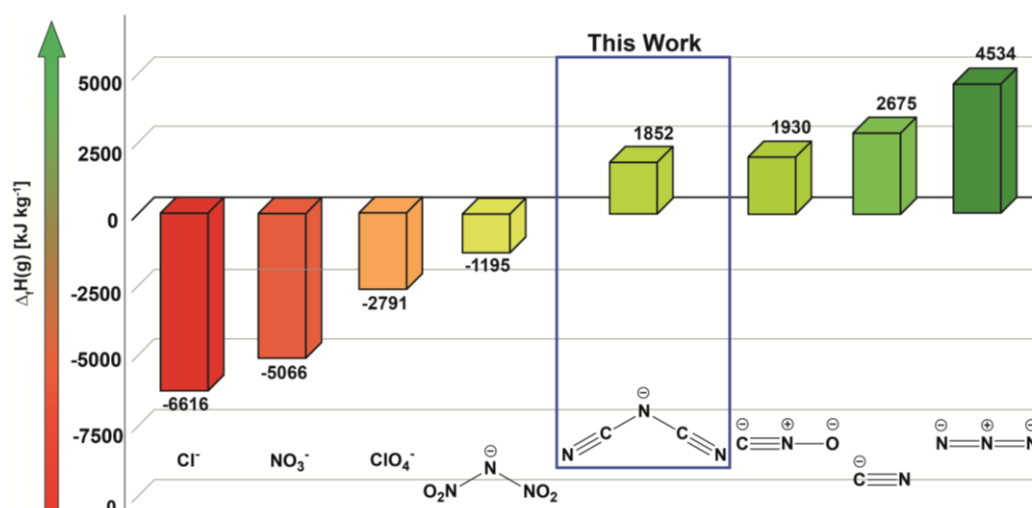 This Work
4534
5000
2675
2500
1852
1930
0
ΔfH(g) [kJ kg-1]
-1195
-2500
-2791
-5000
-5066
-6616
-7500
Cl-
NO3-
ClO4-
N
O2N
NO2
N
N
C
C
N
C
N
O
N
N
N
C
N
0